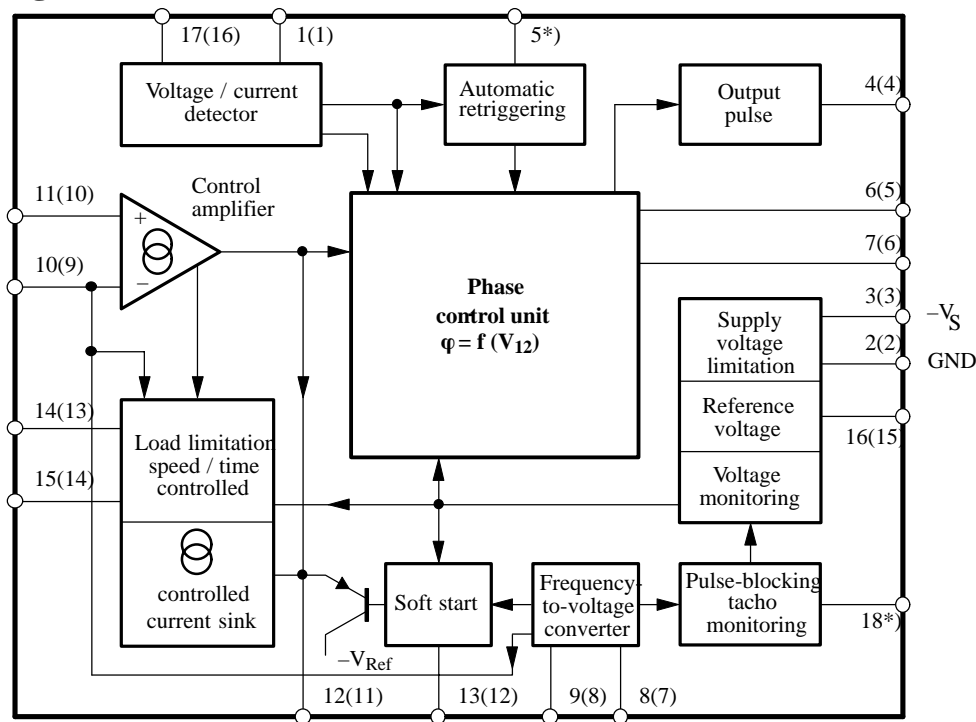 17(16)
1(1)
5*)
Voltage / current
detector
Automatic
retriggering
Output
pulse
4(4)
11(10)
Control
amplifier
+
6(5)
10(9)
−
7(6)
Phase
control unit
φ = f (V12)
3(3)
–VS
Supply
voltage
limitation
2(2)
GND
14(13)
Load limitation
speed / time
controlled
Reference
voltage
16(15)
15(14)
Voltage
monitoring
controlled
current sink
Soft start
Frequency-
to-voltage
converter
Pulse-blocking
tacho
monitoring
18*)
–VRef
12(11)
13(12)
9(8)
8(7)